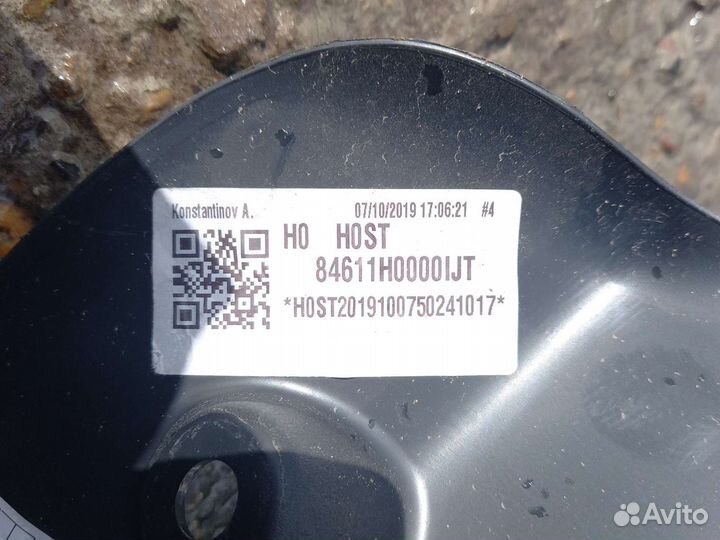 Konstantinov A. 07/10/2019 17:06:21 #4
H0 H0ST
84611H0000IJT
*H0ST2019100750241017*
Avito